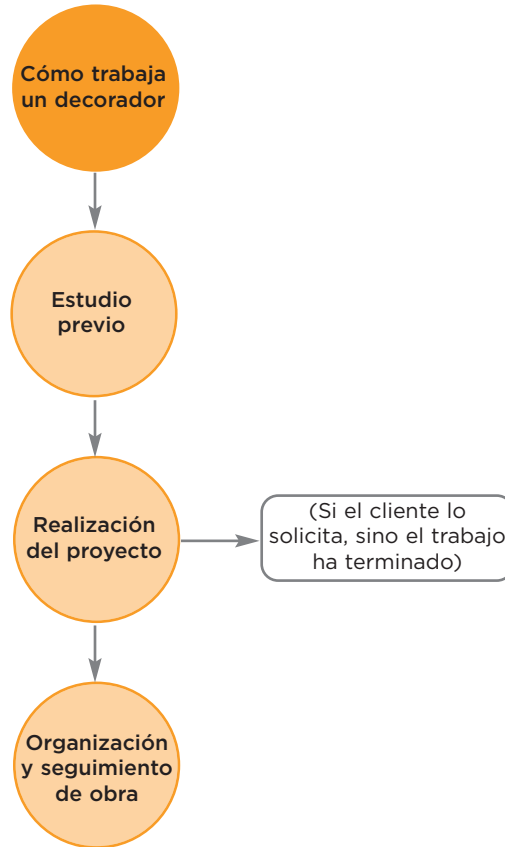 Cómo trabaja
un decorador
Estudio
previo
Realización
del proyecto
(Si el cliente lo
solicita, sino el trabajo
ha terminado)
Organización
y seguimiento
de obra